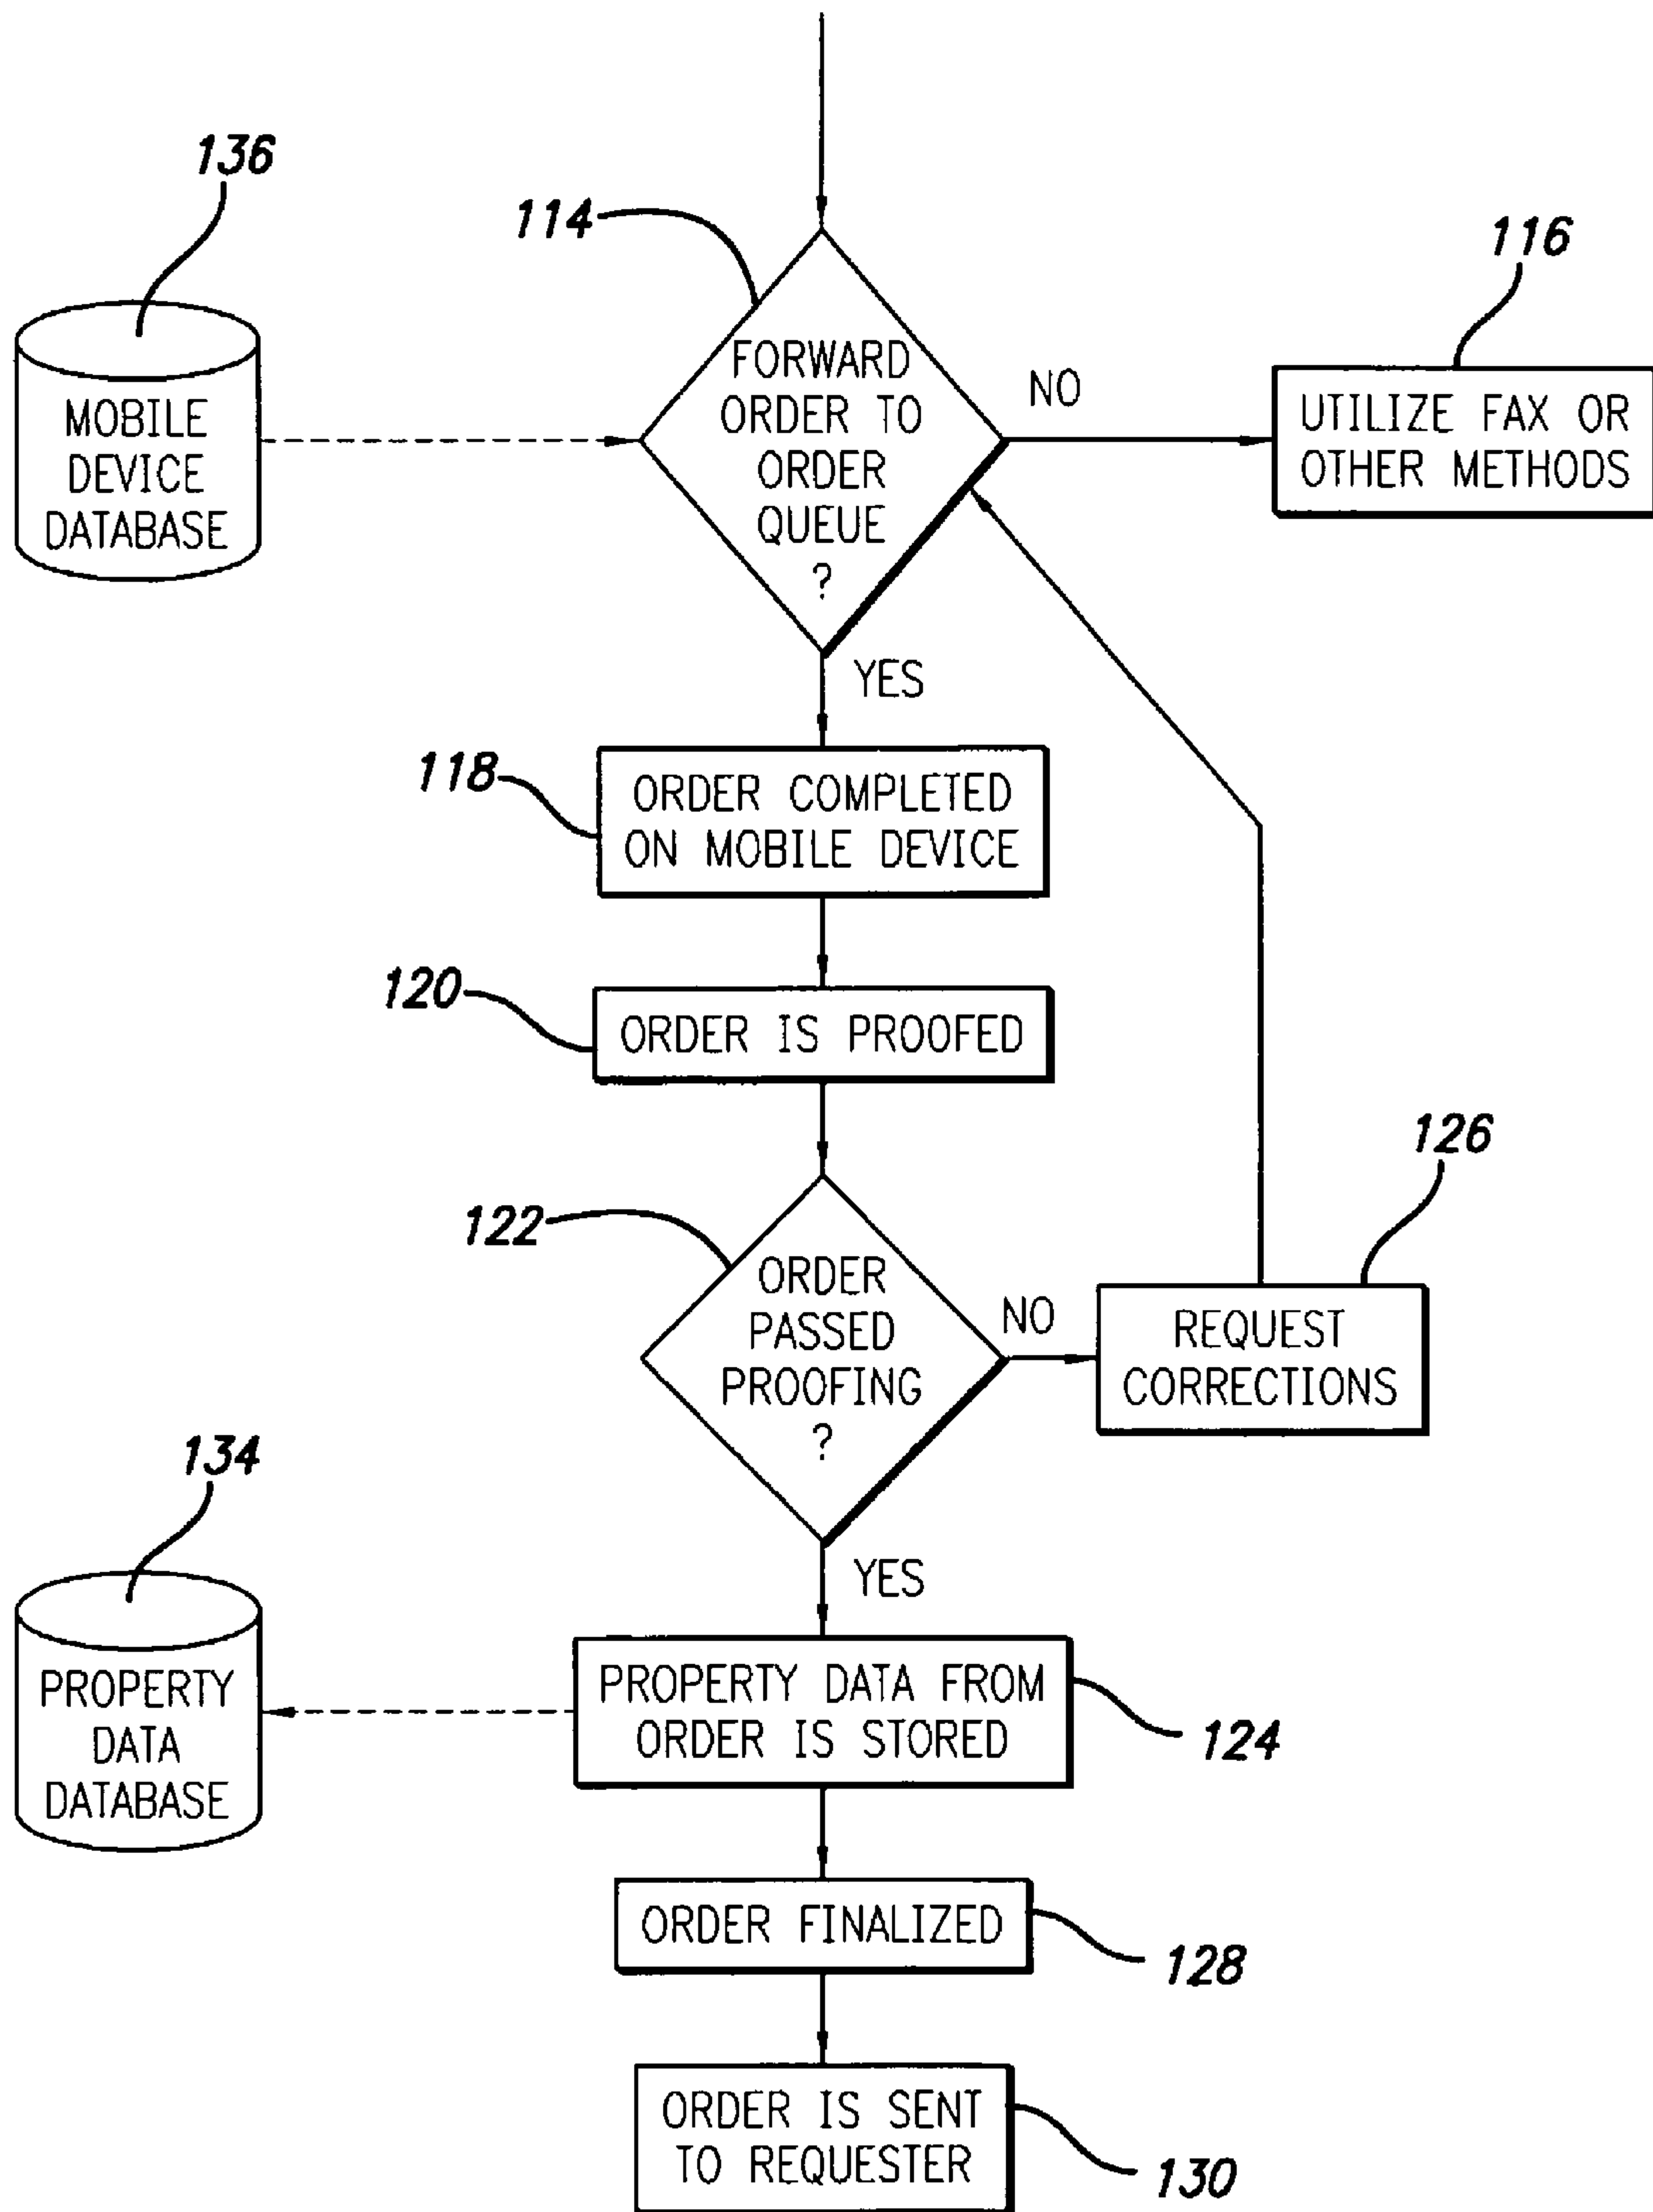 136
114
116
FORWARD
ORDER TO
ORDER
QUEUE
?
NO
UTILIZE FAX OR
OTHER METHODS
MOBILE
DEVICE
DATABASE
YES
118
ORDER COMPLETED
ON MOBILE DEVICE
120
ORDER IS PROOFED
126
122
ORDER
PASSED
PROOFING
?
NO
REQUEST
CORRECTIONS
134
YES
PROPERTY
DATA
DATABASE
PROPERTY DATA FROM
ORDER IS STORED
124
ORDER FINALIZED
128
ORDER IS SENT
TO REQUESTER
130